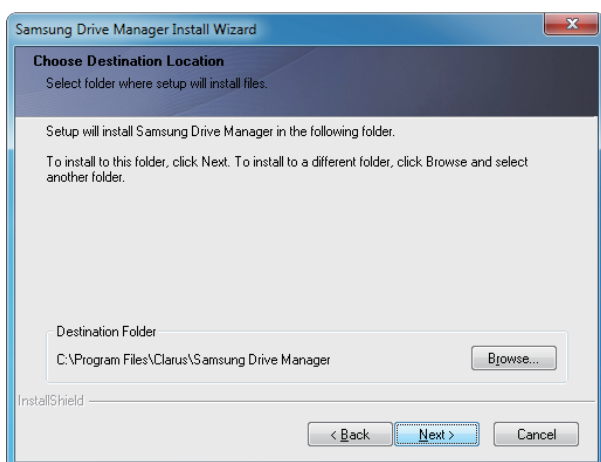 Samsung Drive Manager Install Wizard
Choose Destination Location
Select folder where setup will install files.
Setup will install Samsung Drive Manager in the following folder.
To install to this folder, click Next. To install to a different folder, click Browse and select
another folder.
Destination Folder
C:\Program Files\Clarus\Samsung Drive Manager
Browse...
InstallShield
< Back
Next >
Cancel